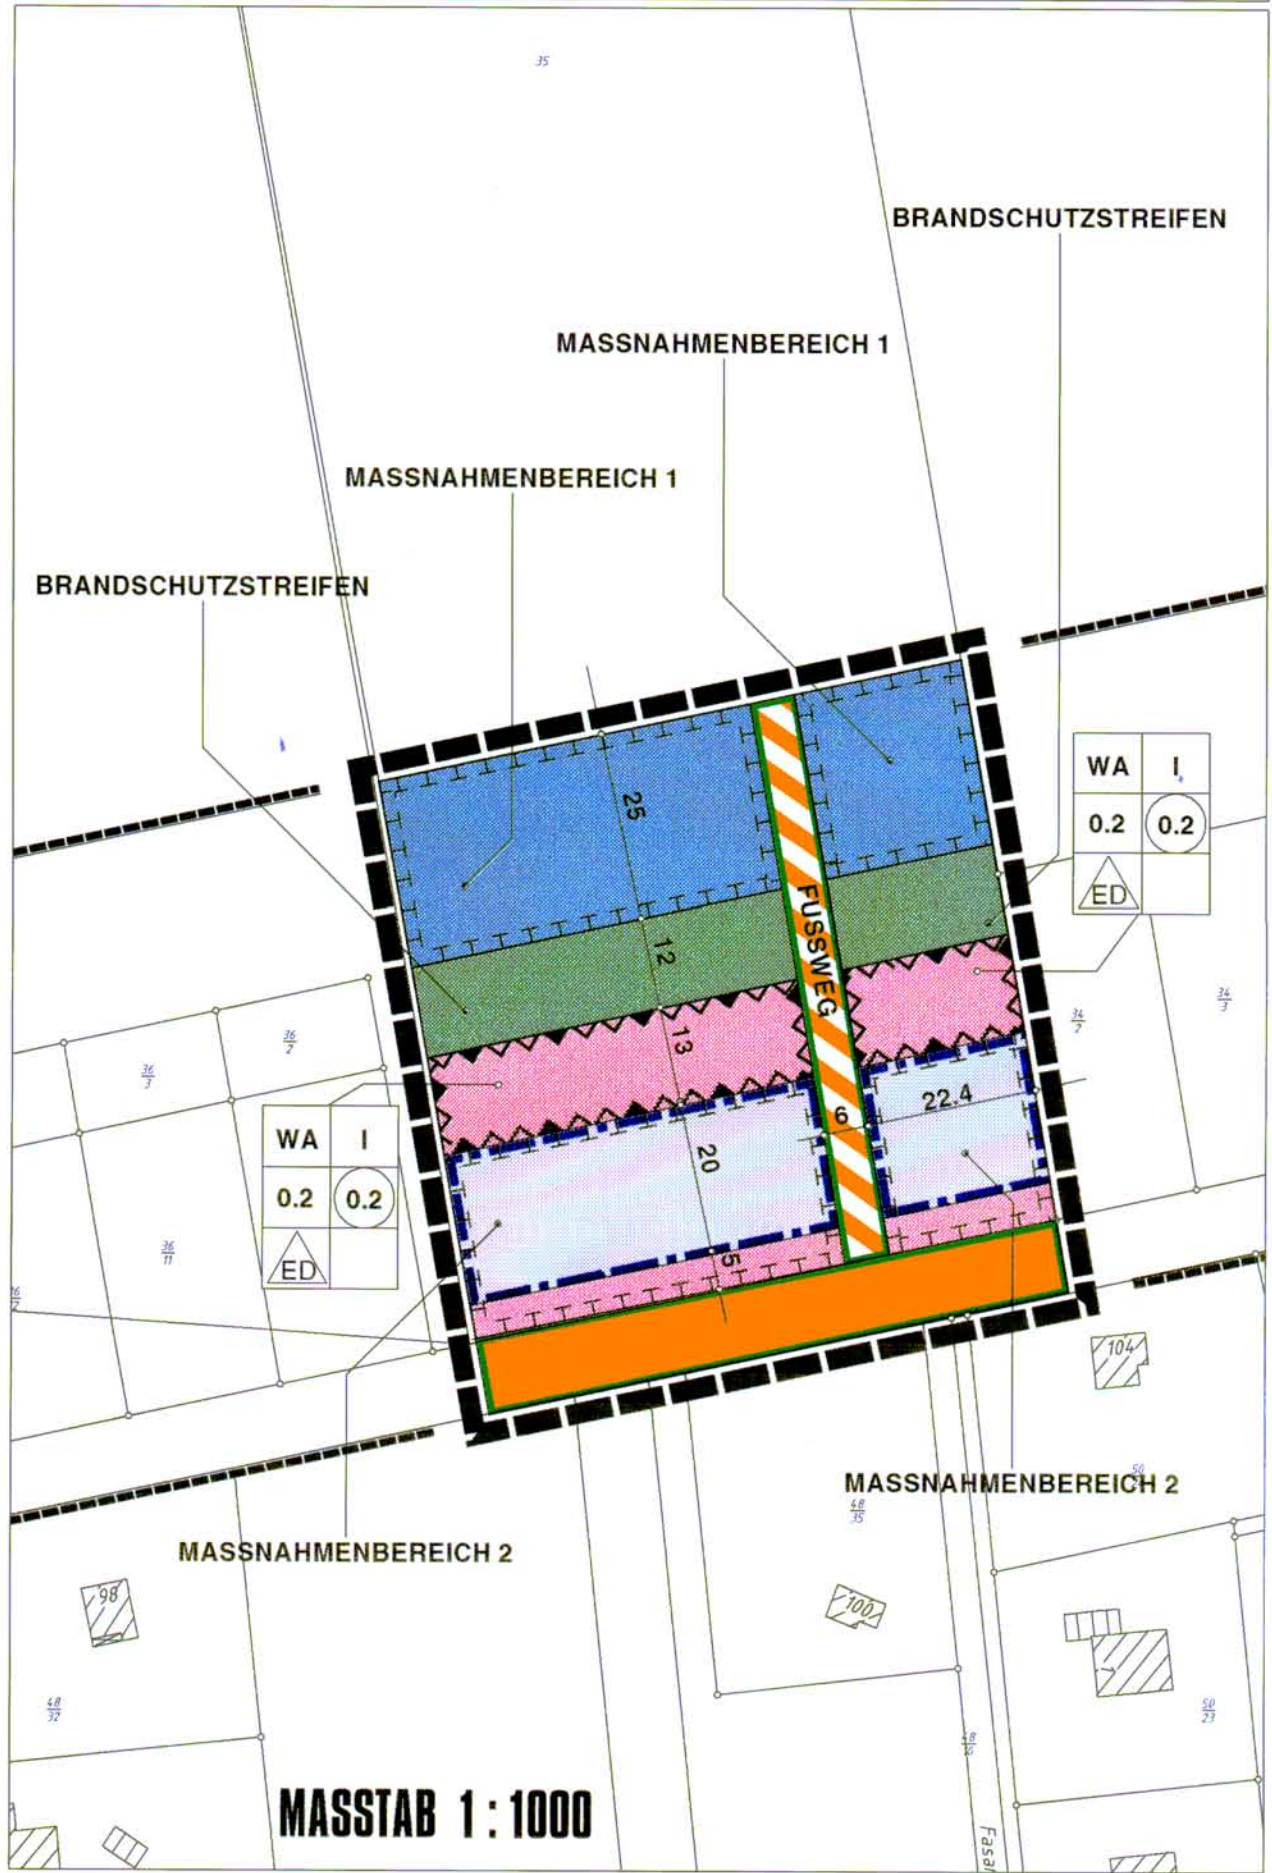 35
BRANDSCHUTZSTREIFEN
MASSNAHMENBEREICH 1
MASSNAHMENBEREICH 1
BRANDSCHUTZSTREIFEN
WA I
0.2 0.2
ED
25
12
FUSSWEG
13
36
2
36
3
34
2
34
3
22.4
6
WA I
0.2 0.2
ED
20
36
11
5
104
MASSNAHMENBEREICH 2
48
35
MASSNAHMENBEREICH 2
98
100
48
32
50
23
MASSTAB 1 : 1000